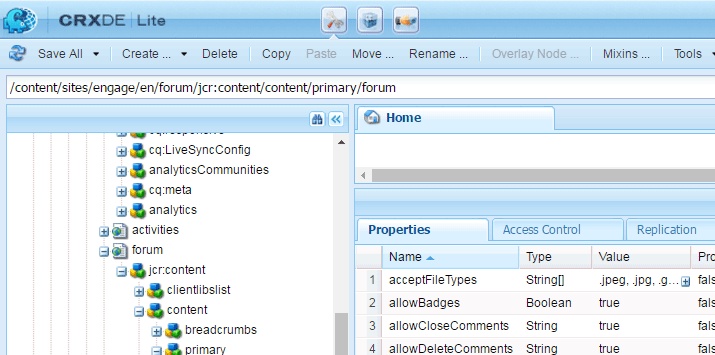 CRXDE | Lite
Save All Create ... Delete Copy Paste Move ... Rename ... Overlay Node ... Mixins ... Tools
/content/sites/engage/en/forum/jcr:content/content/primary/forum
Home
cq:responsive
cq:LiveSyncConfig
analyticsCommunities
cq:meta
analytics
activities
forum
jcr:content
clientlibslist
content
breadcrumbs
primary
Properties Access Control Replication
Name Type Value Pro
1 acceptFileTypes String[] .jpeg, .jpg, .g... fals
2 allowBadges Boolean true fals
3 allowCloseComments String true fals
4 allowDeleteComments String true fals